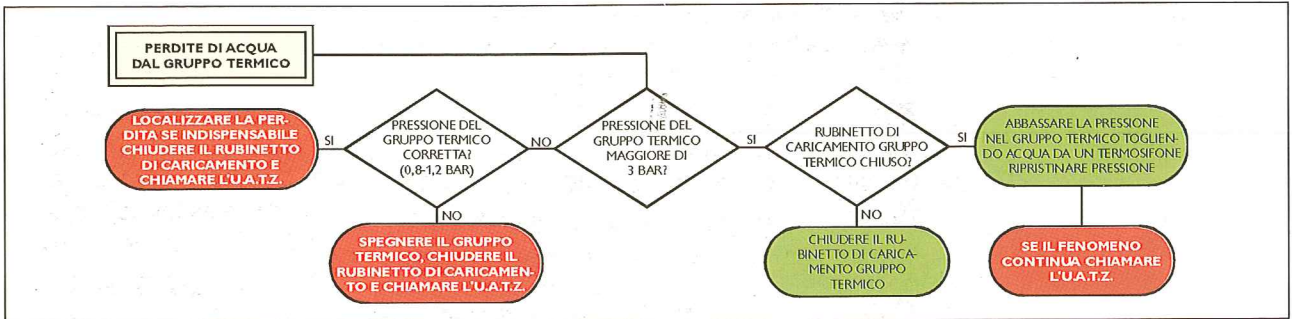 PERDITE DI ACQUA
DAL GRUPPO TERMICO
LOCALIZZARE LA PER-
DITA SE INDISPENSABILE
CHIUDERE IL RUBINETTO
DI CARICAMENTO E
CHIAMARE L'U.A.T.Z.
SI
PRESSIONE DEL
GRUPPO TERMICO
CORRETTA?
(0,8-1,2 BAR)
NO
PRESSIONE DEL
GRUPPO TERMICO
MAGGIORE DI
3 BAR?
SI
RUBINETTO DI
CARICAMENTO GRUPPO
TERMICO CHIUSO?
SI
ABBASSARE LA PRESSIONE
NEL GRUPPO TERMICO TOGLIEN-
DO ACQUA DA UN TERMOSIFONE
RIPRISTINARE PRESSIONE
NO
SPEGNERE IL GRUPPO
TERMICO, CHIUDERE IL
RUBINETTO DI CARICAMEN-
TO E CHIAMARE L'U.A.T.Z.
NO
CHIUDERE IL RU-
BINETTO DI CARICA-
MENTO GRUPPO
TERMICO
SE IL FENOMENO
CONTINUA CHIAMARE
L'U.A.T.Z.